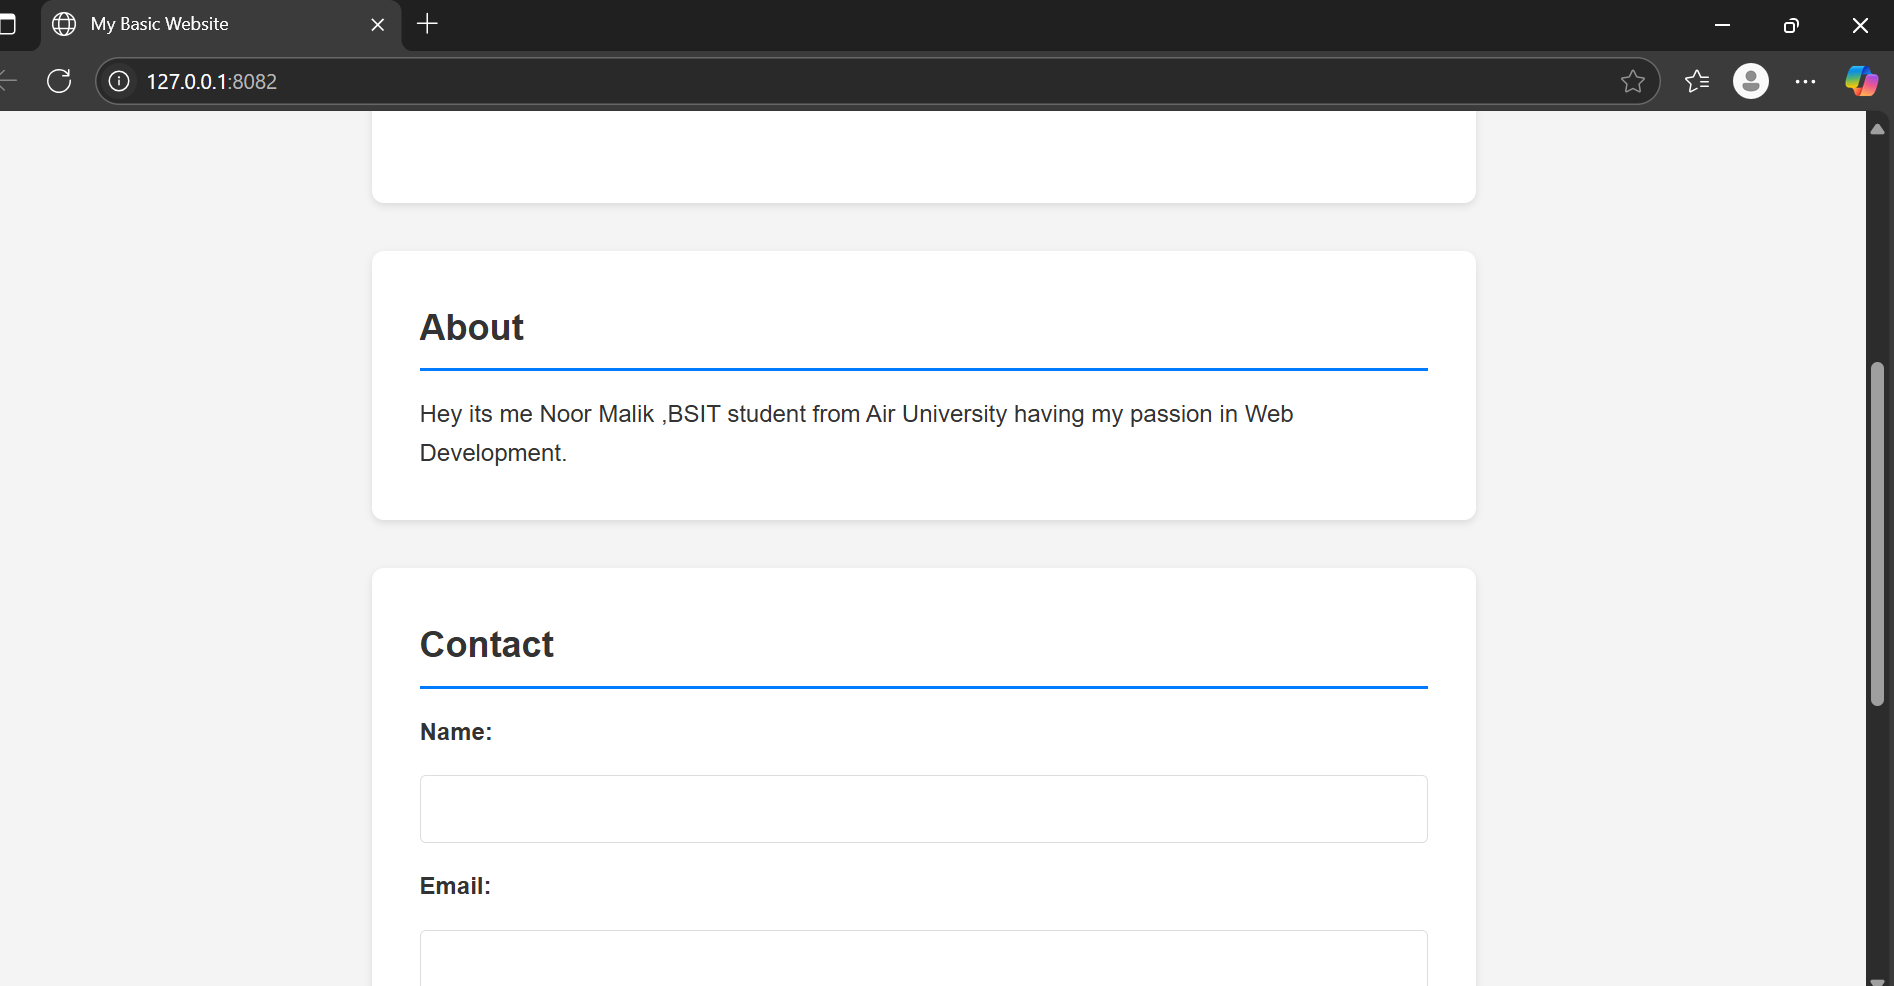 My Basic Website
127.0.0.1:8082
About
Hey its me Noor Malik ,BSIT student from Air University having my passion in Web
Development.
Contact
Name:
Email: